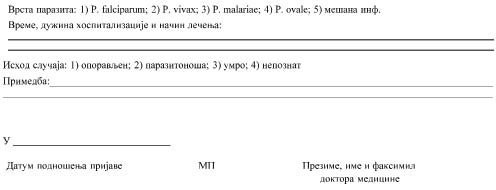 Врста паразита: 1) P. falciparum; 2) P. vivax; 3) P. malariae; 4) P. ovale; 5) мешана инф.
Време, дужина хоспитализације и начин лечења:
Исход случаја: 1) опорављен; 2) паразитоноша; 3) умро; 4) непознат
Примедба:
У
Датум подношења пријаве МП Презиме, име и факсимил
доктора медицине